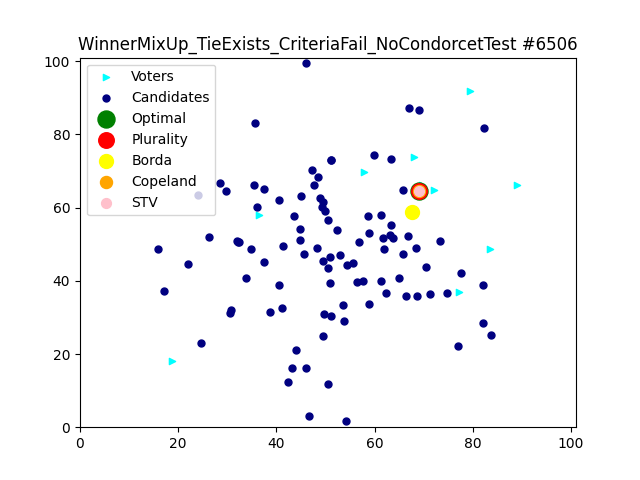 WinnerMixUp_TieExists_CriteriaFail_NoCondorcetTest #6506
Voters
Candidates
Optimal
Plurality
Borda
Copeland
STV
100
80
60
40
20
0
0 20 40 60 80 100